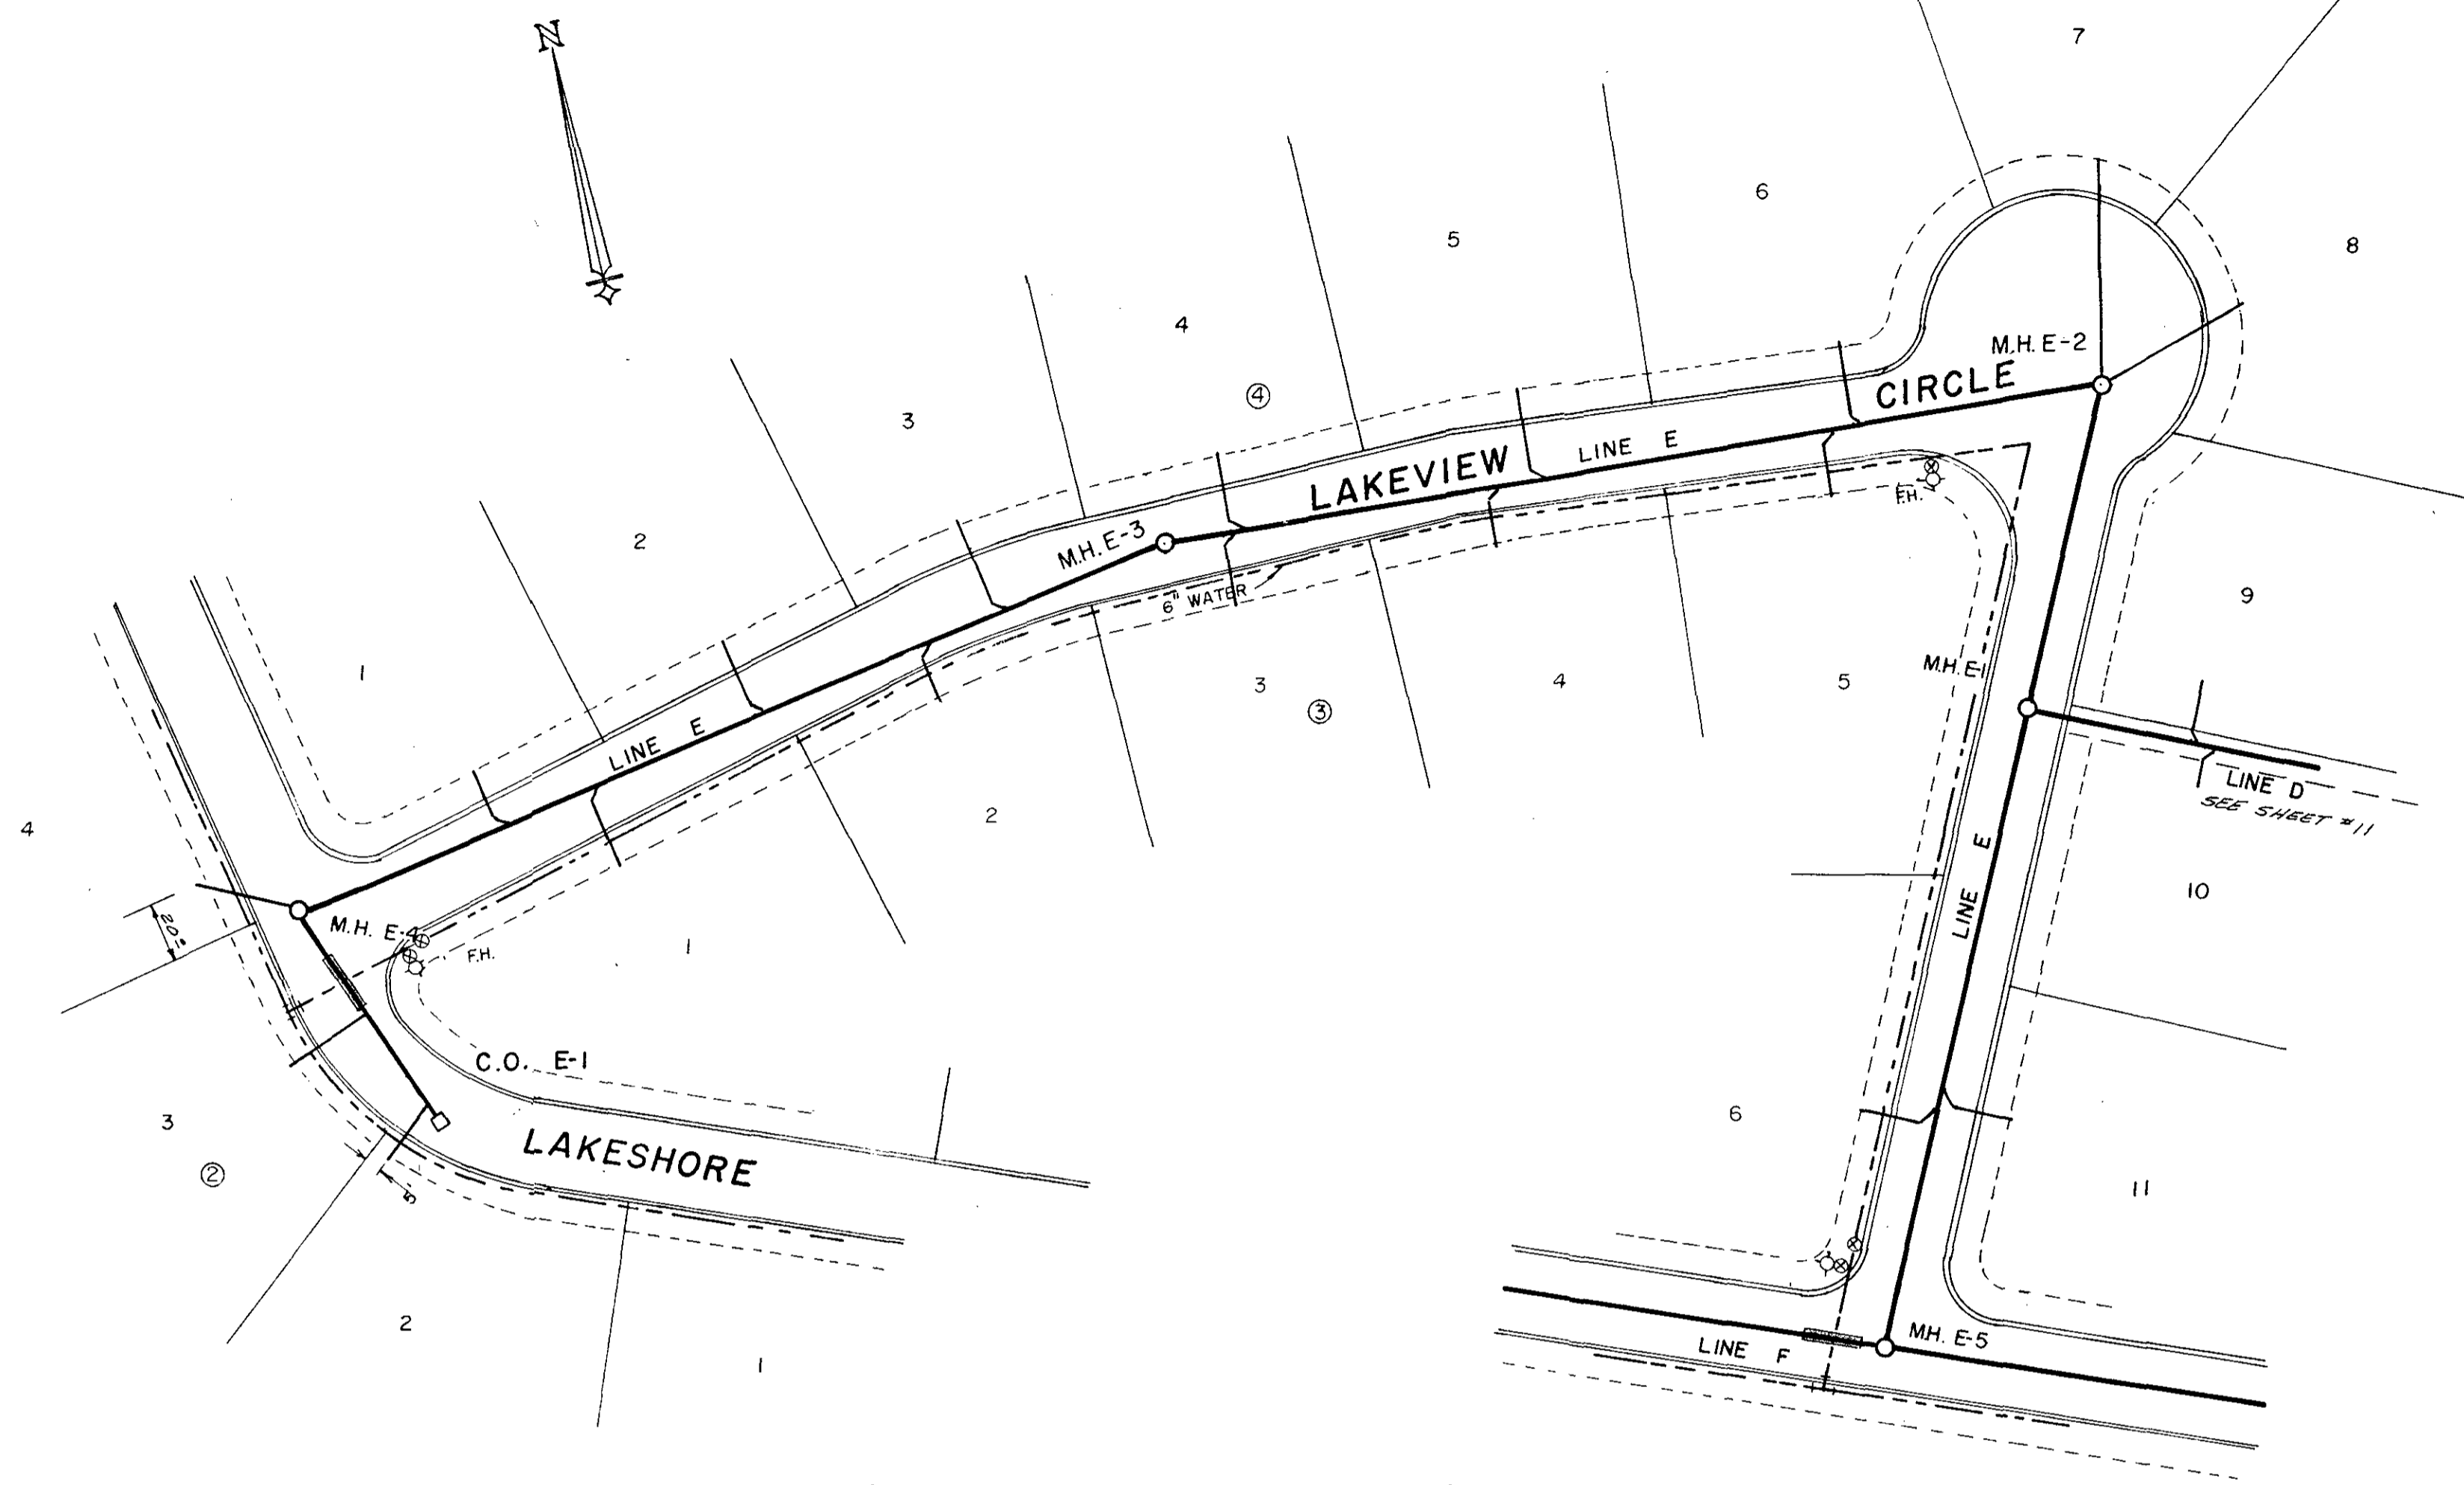 N
7
8
6
5
4
④
3
2
1
M.H. E-2
CIRCLE
LINE E
LAKEVIEW
M.H. E-3
6" WATER
F.H.
9
M.H. E-1
3
③
4
5
LINE E
2
4
LINE D
SEE SHEET #11
LINE E
10
20'±
M.H. E-4
F.H.
1
C.O. E-1
3
②
LAKESHORE
5'
6
11
2
1
LINE F
MH. E-5